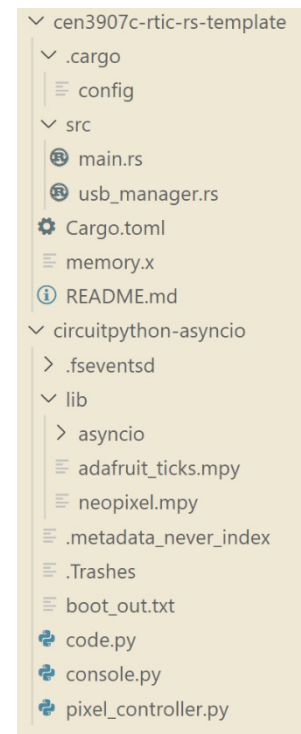 cen3907c-rtic-rs-template
.cargo
config
src
main.rs
usb_manager.rs
Cargo.toml
memory.x
README.md
circuitpython-asyncio
.fseventsd
lib
asyncio
adafruit_ticks.mpy
neopixel.mpy
.metadata_never_index
.Trashes
boot_out.txt
code.py
console.py
pixel_controller.py